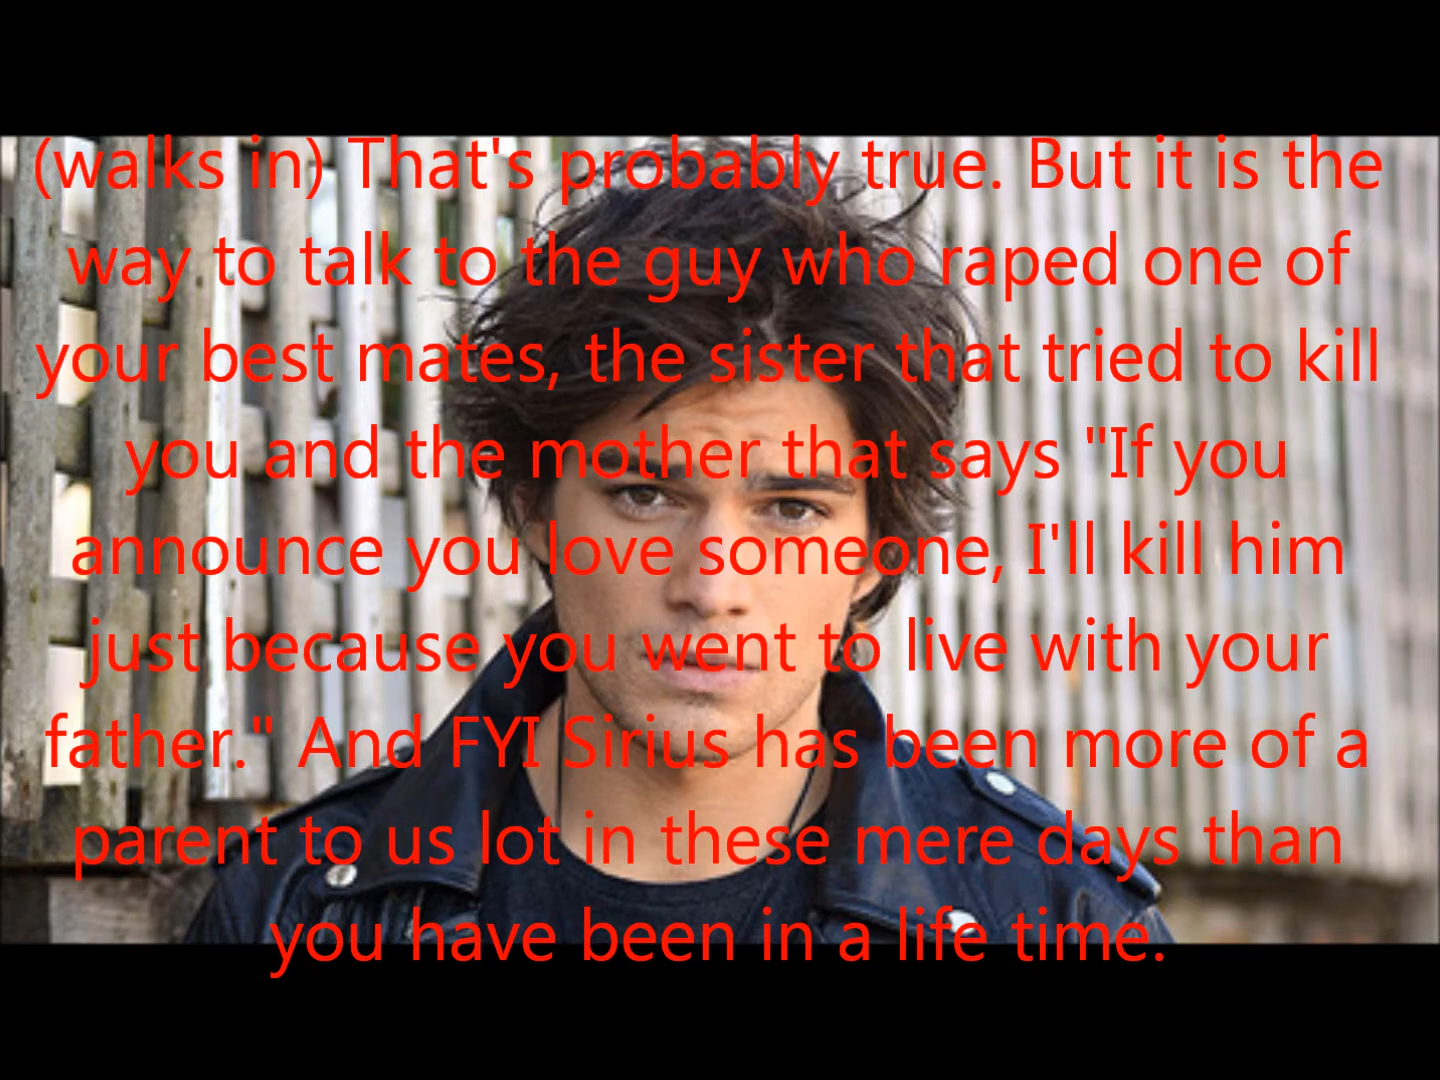 (walks in) That's probably true. But it is the
way to talk to the guy who raped one of
your best mates, the sister that tried to kill
you and the mother that says "If you
announce you love someone, I'll kill him
just because you went to live with your
father." And FYI Sirius has been more of a
parent to us lot in these mere days than
you have been in a life time.